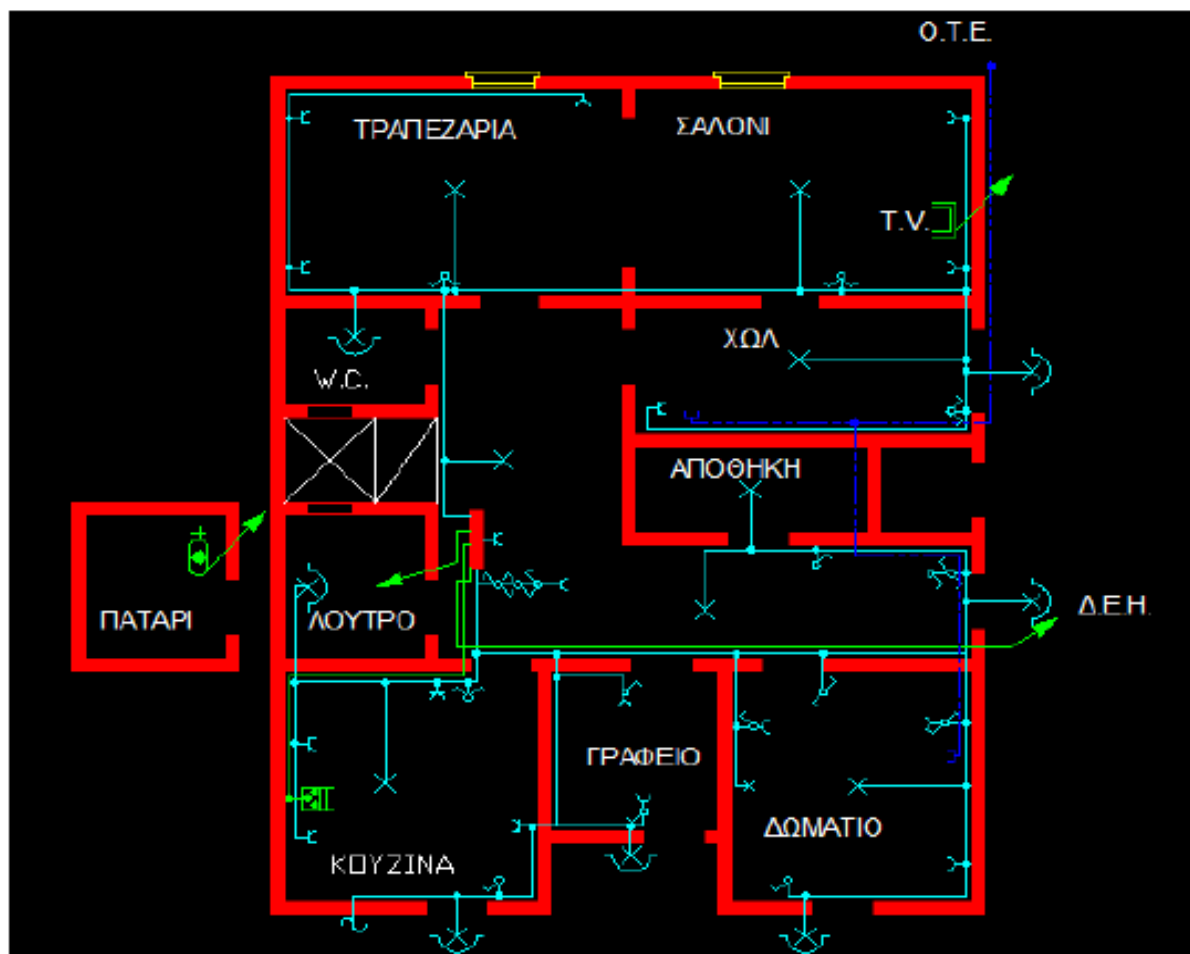 Ο.Τ.Ε.
ΤΡΑΠΕΖΑΡΙΑ
ΣΑΛΟΝΙ
T.V.
ΧΩΛ
W.C.
ΑΠΟΘΗΚΗ
ΠΑΤΑΡΙ
ΛΟΥΤΡΟ
Δ.Ε.Η.
ΓΡΑΦΕΙΟ
ΔΩΜΑΤΙΟ
ΚΟΥΖΙΝΑ